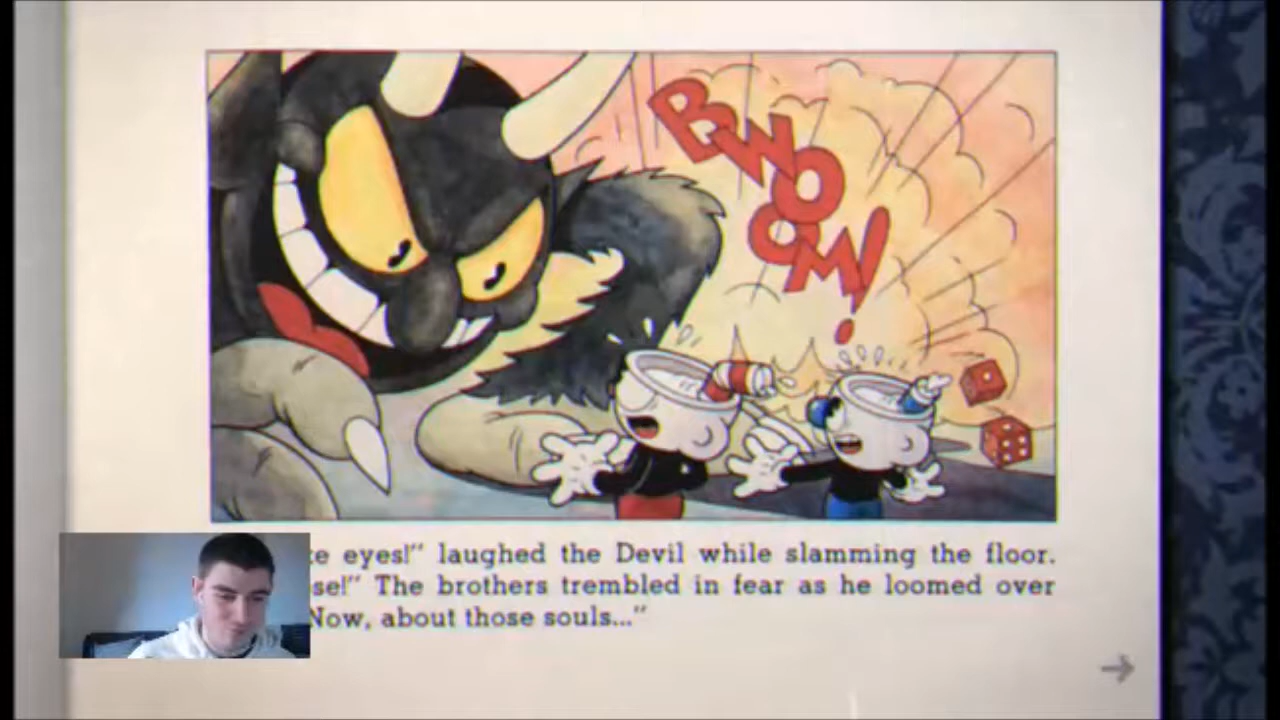 BWOOM!
eyes!" laughed the Devil while slamming the floor.
The brothers trembled in fear as he loomed over
Now, about those souls..."